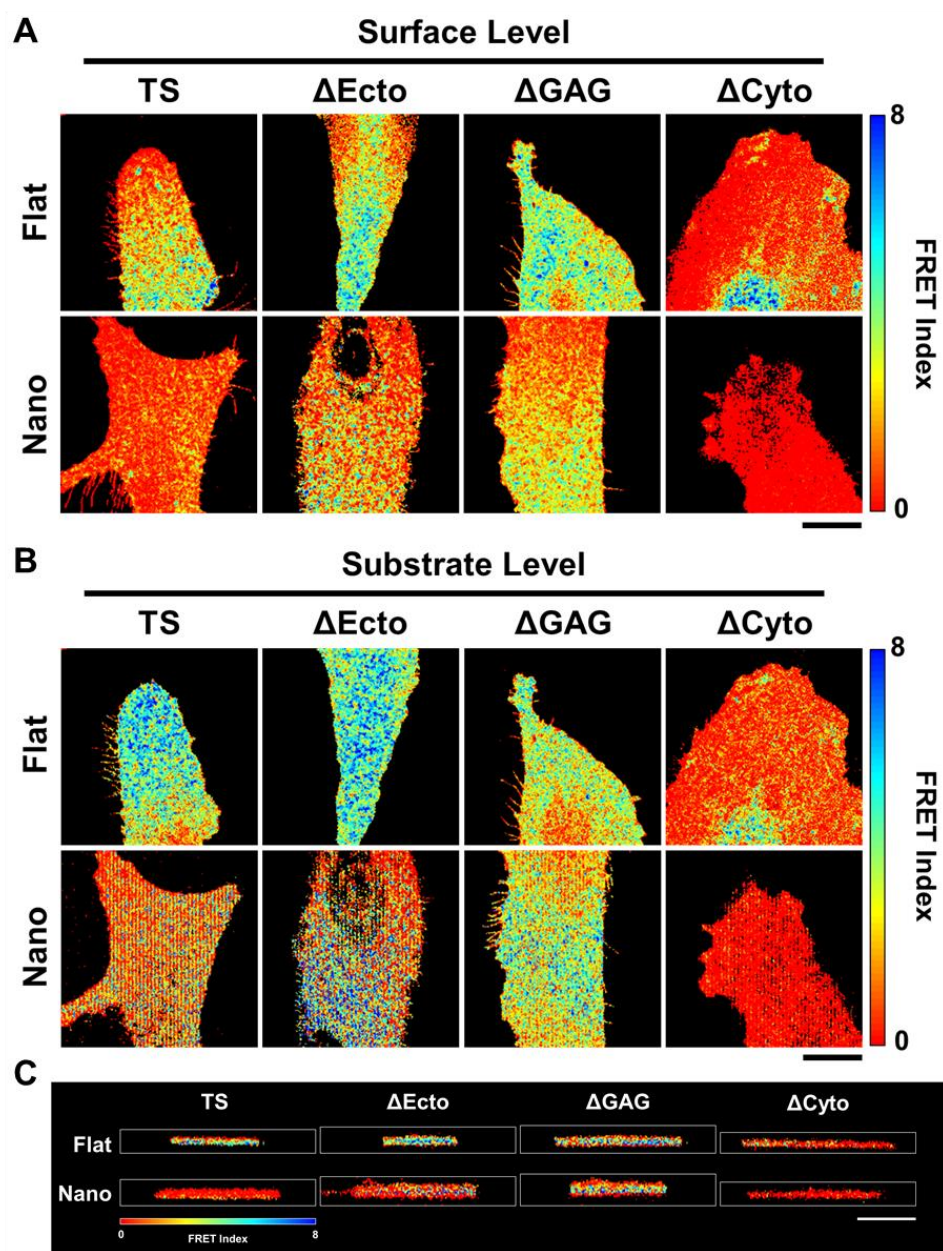 A
Surface Level
TS ΔEcto ΔGAG ΔCyto
Flat
Nano
8
FRET Index
0
B
Substrate Level
TS ΔEcto ΔGAG ΔCyto
Flat
Nano
8
FRET Index
0
C
TS ΔEcto ΔGAG ΔCyto
Flat
Nano
0 8
FRET Index